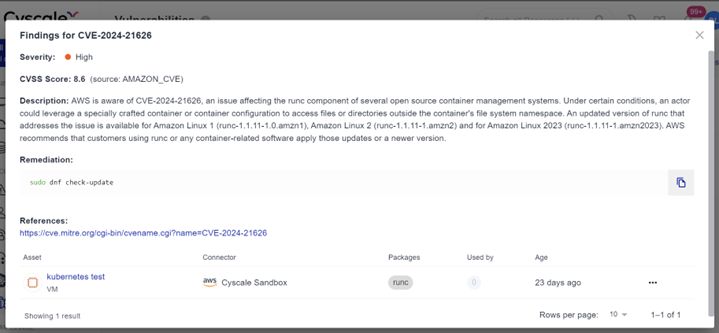 Cyscale
Vulnerabilities
99+
Findings for CVE-2024-21626
Severity: High
CVSS Score: 8.6 (source: AMAZON_CVE)
Description: AWS is aware of CVE-2024-21626, an issue affecting the runc component of several open source container management systems. Under certain conditions, an actor
could leverage a specially crafted container or container configuration to access files or directories outside the container's file system namespace. An updated version of runc that
addresses the issue is available for Amazon Linux 1 (runc-1.1.11-1.0.amzn1), Amazon Linux 2 (runc-1.1.11-1.amzn2) and for Amazon Linux 2023 (runc-1.1.11-1.amzn2023). AWS
recommends that customers using runc or any container-related software apply those updates or a newer version.
Remediation:
sudo dnf check-update
References:
https://cve.mitre.org/cgi-bin/cvename.cgi?name=CVE-2024-21626
Asset Connector Packages Used by Age
kubernetes test
VM
aws Cyscale Sandbox runc 0 23 days ago
Showing 1 result Rows per page: 10 1–1 of 1